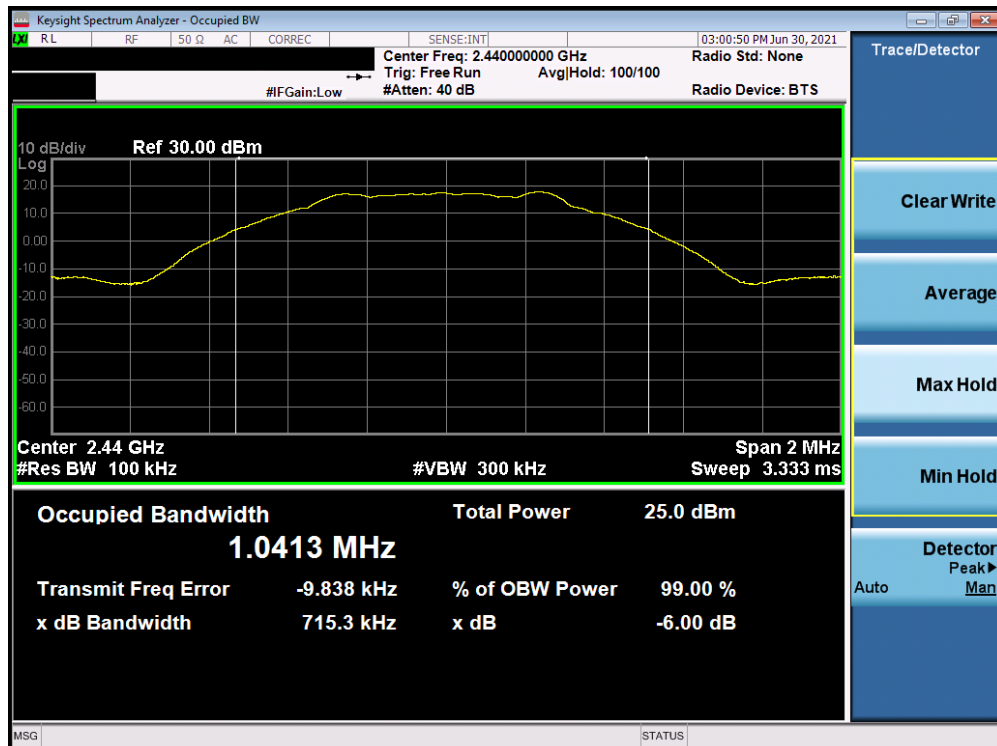 Keysight Spectrum Analyzer - Occupied BW
LXI RL RF 50 Ω AC CORREC SENSE:INT 03:00:50 PM Jun 30, 2021
Center Freq: 2.440000000 GHz Radio Std: None
Trig: Free Run Avg|Hold: 100/100
#IFGain:Low #Atten: 40 dB Radio Device: BTS
10 dB/div Ref 30.00 dBm
Log
20.0
10.0
0.00
-10.0
-20.0
-30.0
-40.0
-50.0
-60.0
Center 2.44 GHz Span 2 MHz
#Res BW 100 kHz #VBW 300 kHz Sweep 3.333 ms
Occupied Bandwidth Total Power 25.0 dBm
1.0413 MHz
Transmit Freq Error -9.838 kHz % of OBW Power 99.00 %
x dB Bandwidth 715.3 kHz x dB -6.00 dB
MSG STATUS
Trace/Detector
Clear Write
Average
Max Hold
Min Hold
Detector
Peak▶
Auto Man